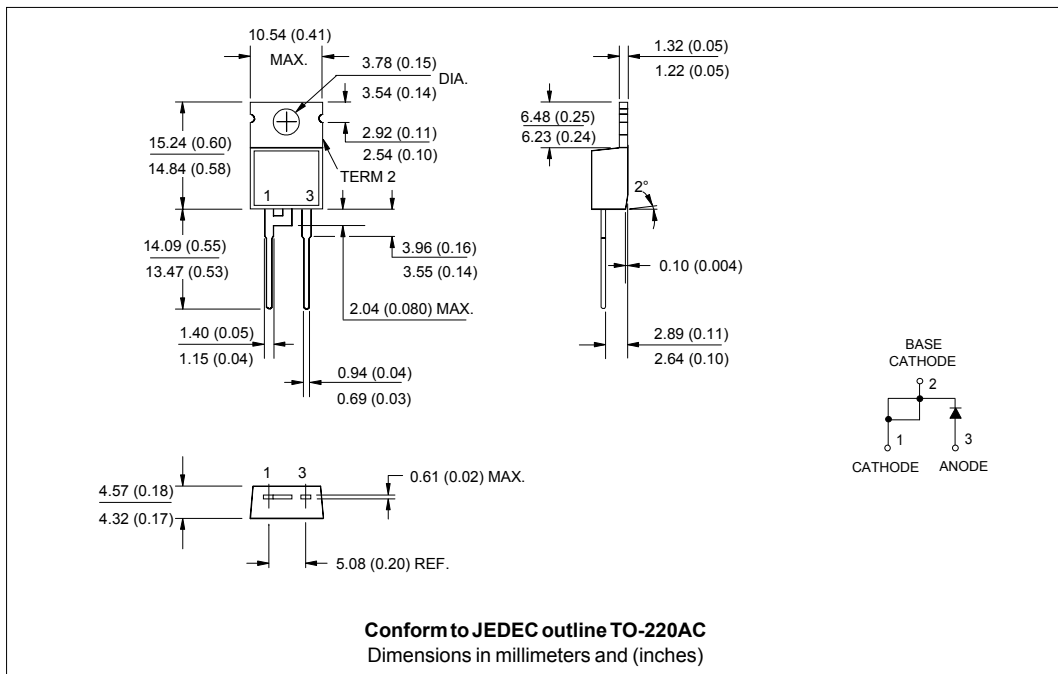 10.54 (0.41)
MAX.
3.78 (0.15)
3.54 (0.14)
DIA.
2.92 (0.11)
2.54 (0.10)
TERM 2
15.24 (0.60)
14.84 (0.58)
1
3
14.09 (0.55)
13.47 (0.53)
3.96 (0.16)
3.55 (0.14)
2.04 (0.080) MAX.
1.40 (0.05)
1.15 (0.04)
0.94 (0.04)
0.69 (0.03)
1.32 (0.05)
1.22 (0.05)
6.48 (0.25)
6.23 (0.24)
2°
0.10 (0.004)
2.89 (0.11)
2.64 (0.10)
BASE
CATHODE
2
1
3
CATHODE
ANODE
1
3
0.61 (0.02) MAX.
4.57 (0.18)
4.32 (0.17)
5.08 (0.20) REF.
Conform to JEDEC outline TO-220AC
Dimensions in millimeters and (inches)